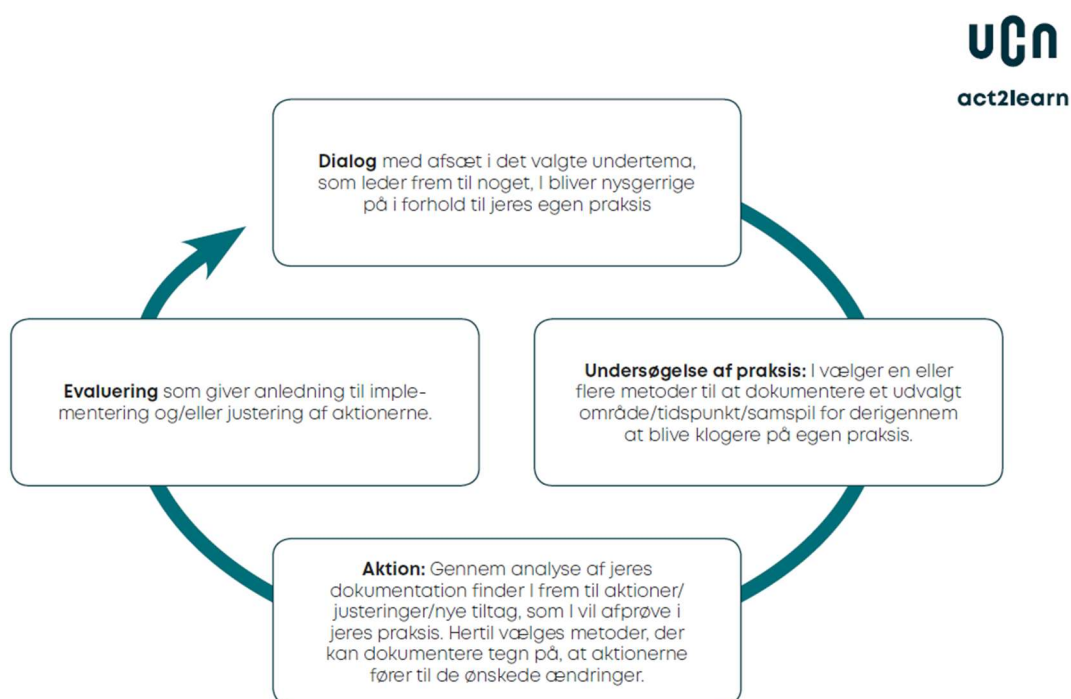 ucn
act2learn
Dialog med afsæt i det valgte undertema,
som leder frem til noget, I bliver nysgerrige
på i forhold til jeres egen praksis
Evaluering som giver anledning til imple-
mentering og/eller justering af aktionerne.
Undersøgelse af praksis: I vælger en eller
flere metoder til at dokumentere et udvalgt
område/tidspunkt/samspil for derigennem
at blive klogere på egen praksis.
Aktion: Gennem analyse af jeres
dokumentation finder I frem til aktioner/
justeringer/nye tiltag, som I vil afprøve i
jeres praksis. Hertil vælges metoder, der
kan dokumentere tegn på, at aktionerne
fører til de ønskede ændringer.